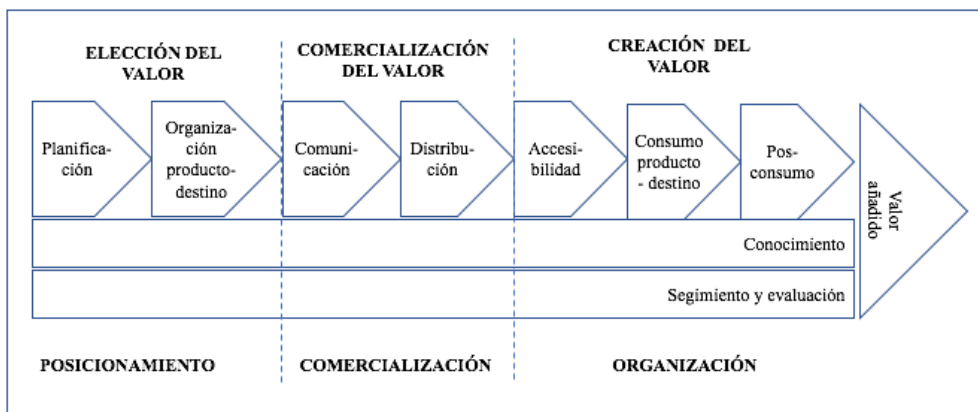 ELECCIÓN DEL
VALOR
COMERCIALIZACIÓN
DEL VALOR
CREACIÓN DEL
VALOR
Planifica-
ción
Organiza-
ción
producto-
destino
Comuni-
cación
Distribu-
ción
Accesi-
bilidad
Consumo
producto
- destino
Pos-
consumo
Valor
añadido
Conocimiento
Segimiento y evaluación
POSICIONAMIENTO
COMERCIALIZACIÓN
ORGANIZACIÓN